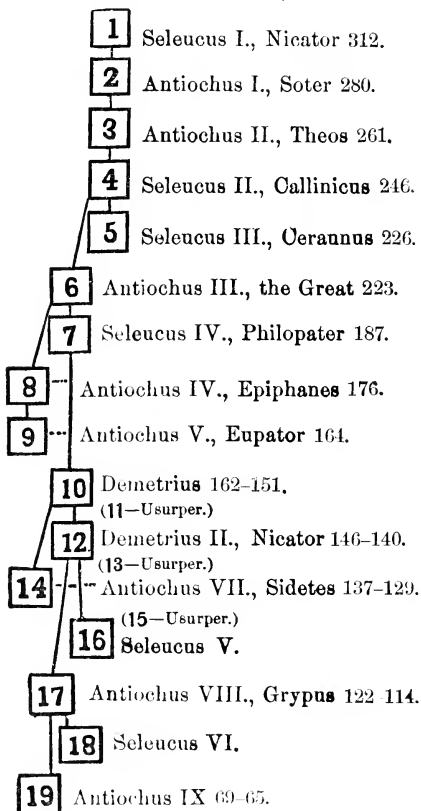 1 Seleucus I., Nicator 312.
2 Antiochus I., Soter 280.
3 Antiochus II., Theos 261.
4 Seleucus II., Callinicus 246.
5 Seleucus III., Ceraunus 226.
6 Antiochus III., the Great 223.
7 Seleucus IV., Philopater 187.
8 Antiochus IV., Epiphanes 176.
9 Antiochus V., Eupator 164.
10 Demetrius 162–151.
(11—Usurper.)
12 Demetrius II., Nicator 146–140.
(13—Usurper.)
14 Antiochus VII., Sidetes 137–129.
(15—Usurper.)
16 Seleucus V.
17 Antiochus VIII., Grypus 122–114.
18 Seleucus VI.
19 Antiochus IX 69–65.